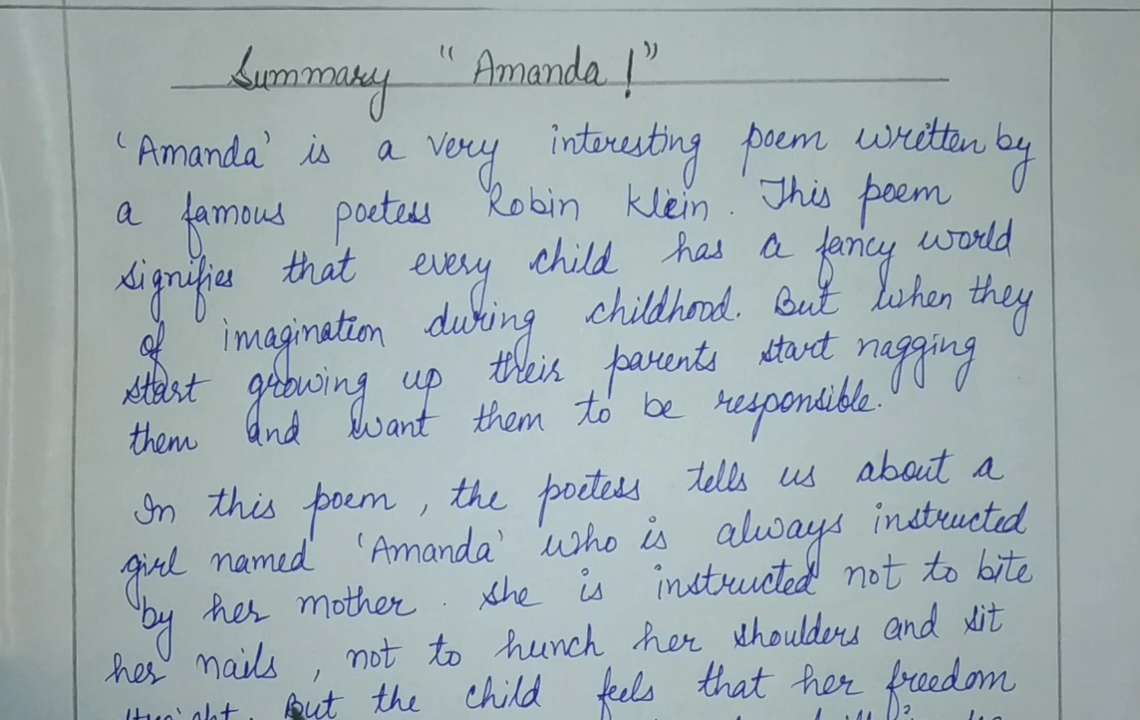 Summary "Amanda!"
'Amanda' is a very interesting poem written by
a famous poetess Robin Klein. This poem
signifies that every child has a fancy world
of imagination during childhood. But when they
start growing up their parents start nagging
them and want them to be responsible.
In this poem, the poetess tells us about a
girl named 'Amanda' who is always instructed
by her mother. She is instructed not to bite
her nails, not to hunch her shoulders and sit
But the child feels that her freedom